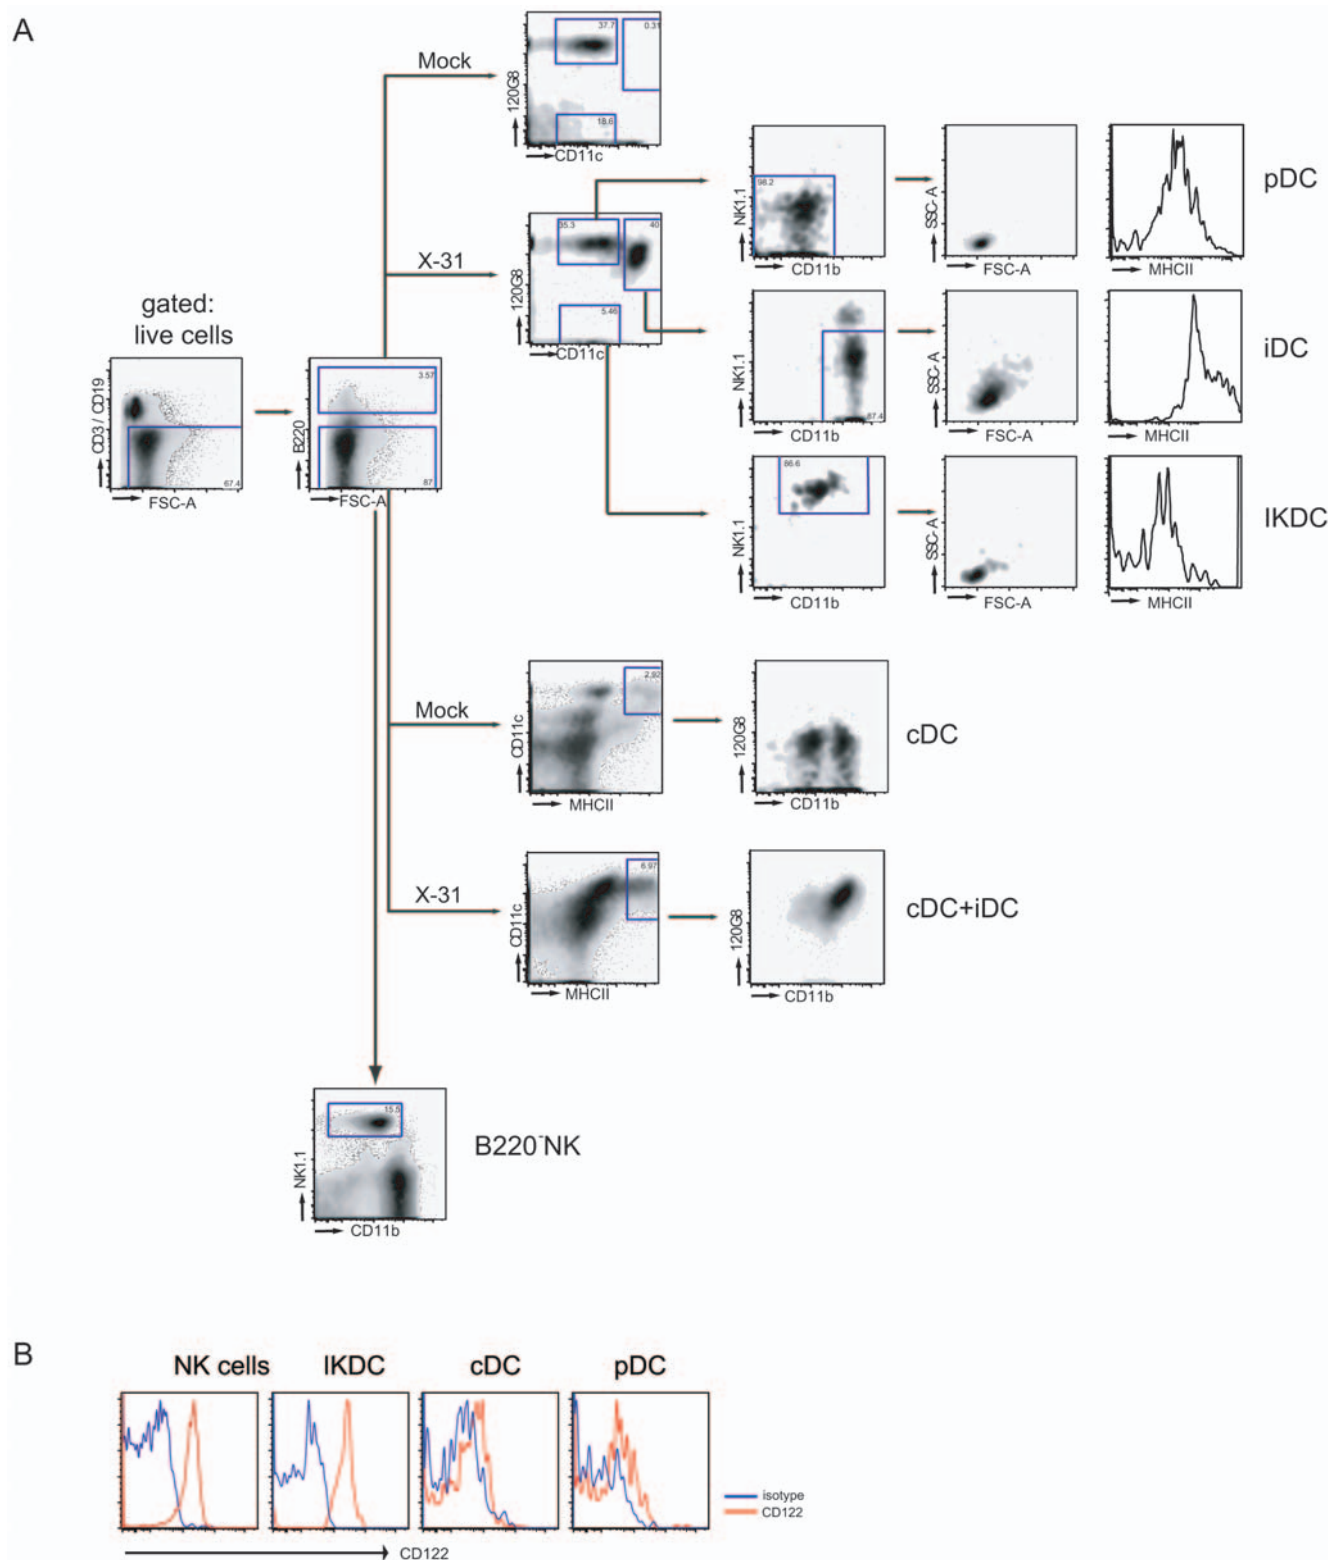 A
Mock
37.7
0.31
18.6
120G8
CD11c
X-31
35.3
40
5.46
120G8
CD11c
98.2
NK1.1
CD11b
SSC-A
FSC-A
MHCII
pDC
NK1.1
87.4
CD11b
SSC-A
FSC-A
MHCII
iDC
86.6
NK1.1
CD11b
SSC-A
FSC-A
MHCII
IKDC
gated:
live cells
CD3 / CD19
67.4
FSC-A
3.57
B220
87
FSC-A
Mock
2.92
CD11c
MHCII
120G8
CD11b
cDC
X-31
6.97
CD11c
MHCII
120G8
CD11b
cDC+iDC
15.5
NK1.1
CD11b
B220-NK
B
NK cells
IKDC
cDC
pDC
isotype
CD122
CD122